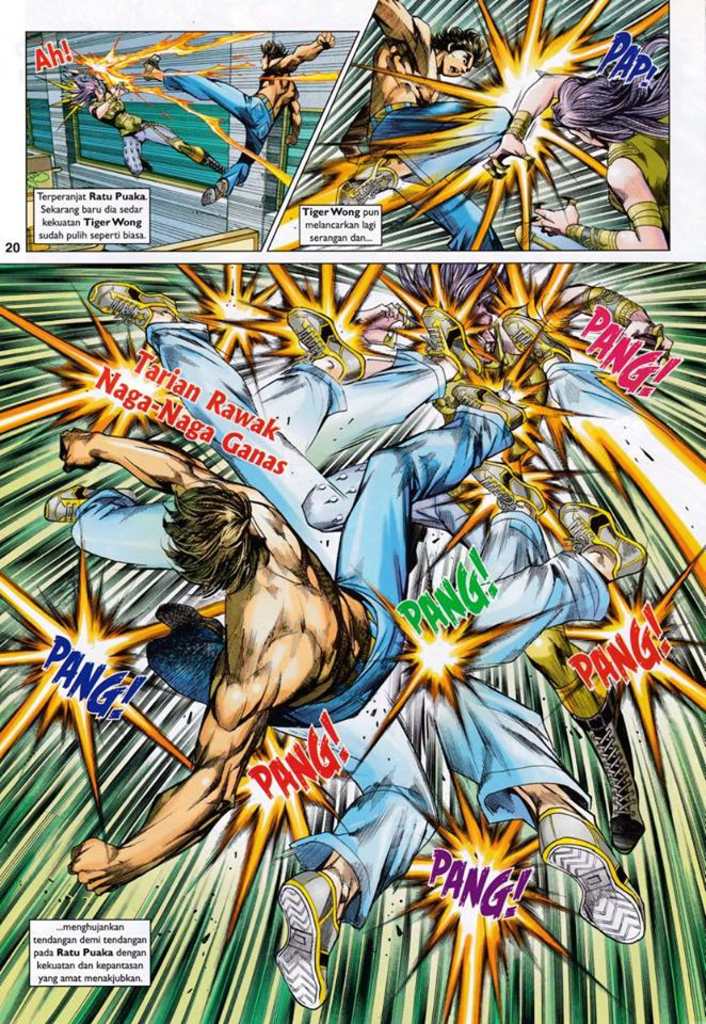 Ah!
Terperanjat Ratu Puaka.
Sekarang baru dia sedar
kekuatan Tiger Wong
sudah pulih seperti biasa.
20
PAP!
Tiger Wong pun
melancarkan lagi
serangan dan...
Tarian Rawak
Naga-Naga Ganas
PANG!
PANG!
PANG!
PANG!
PANG!
PANG!
...menghujankan
tendangan demi tendangan
pada Ratu Puaka dengan
kekuatan dan kepantasan
yang amat menakjubkan.